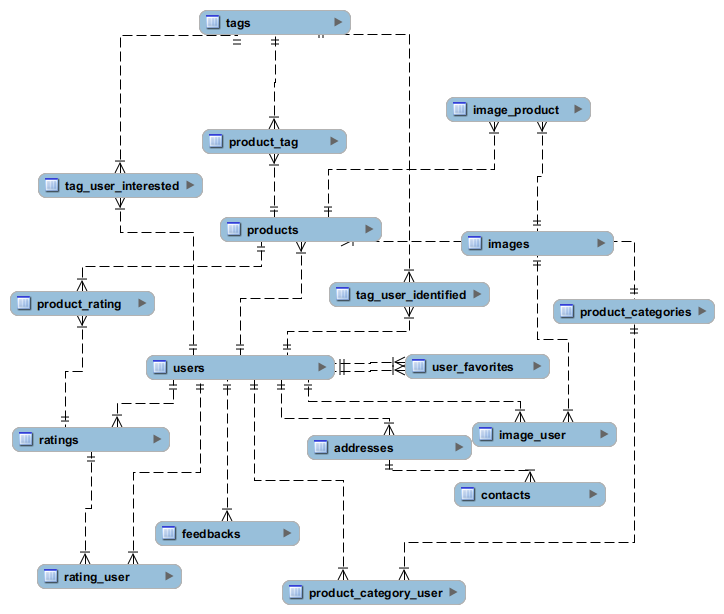 tags
image_product
product_tag
tag_user_interested
products
images
product_rating
tag_user_identified
product_categories
users
user_favorites
ratings
image_user
addresses
contacts
feedbacks
rating_user
product_category_user